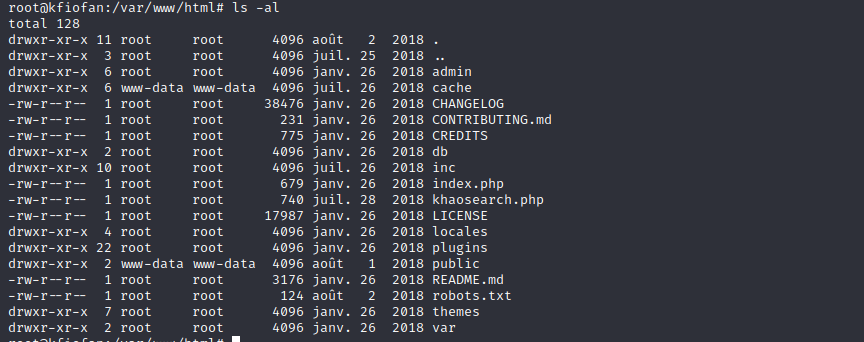 root@kfiofan:/var/www/html# ls -al
total 128
drwxr-xr-x 11 root     root      4096 août   2  2018 .
drwxr-xr-x  3 root     root      4096 juil. 25  2018 ..
drwxr-xr-x  6 root     root      4096 janv. 26  2018 admin
drwxr-xr-x  6 www-data www-data  4096 juil. 26  2018 cache
-rw-r--r--  1 root     root     38476 janv. 26  2018 CHANGELOG
-rw-r--r--  1 root     root       231 janv. 26  2018 CONTRIBUTING.md
-rw-r--r--  1 root     root       775 janv. 26  2018 CREDITS
drwxr-xr-x  2 root     root      4096 janv. 26  2018 db
drwxr-xr-x 10 root     root      4096 juil. 26  2018 inc
-rw-r--r--  1 root     root       679 janv. 26  2018 index.php
-rw-r--r--  1 root     root       740 juil. 28  2018 khaosearch.php
-rw-r--r--  1 root     root     17987 janv. 26  2018 LICENSE
drwxr-xr-x  4 root     root      4096 janv. 26  2018 locales
drwxr-xr-x 22 root     root      4096 janv. 26  2018 plugins
drwxr-xr-x  2 www-data www-data  4096 août   1  2018 public
-rw-r--r--  1 root     root      3176 janv. 26  2018 README.md
-rw-r--r--  1 root     root       124 août   2  2018 robots.txt
drwxr-xr-x  7 root     root      4096 janv. 26  2018 themes
drwxr-xr-x  2 root     root      4096 janv. 26  2018 var
root@kfiofan:/var/www/html#